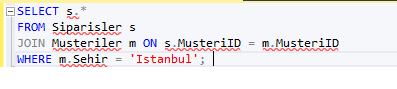 SELECT s.*
FROM Siparisler s
JOIN Musteriler m ON s.MusteriID = m.MusteriID
WHERE m.Sehir = 'Istanbul';